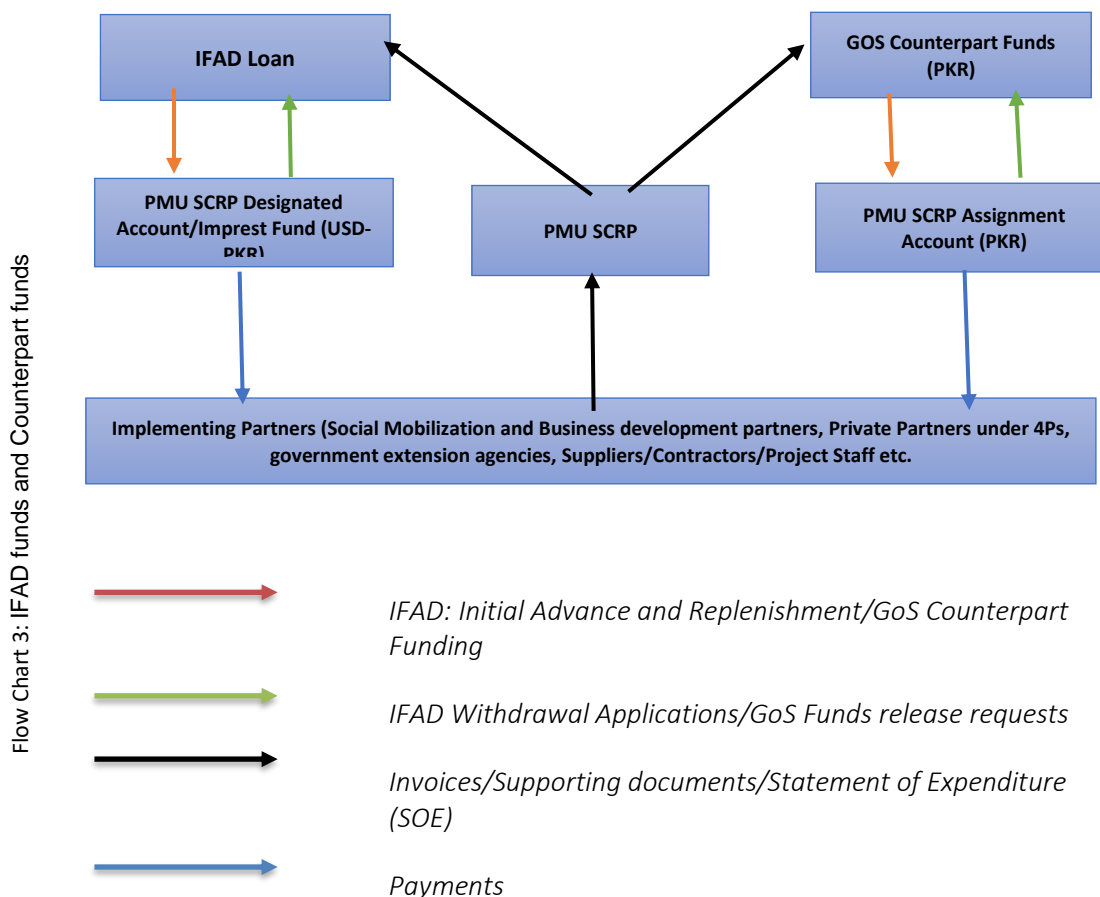 IFAD Loan
GOS Counterpart Funds
(PKR)
PMU SCRP Designated
Account/Imprest Fund (USD-
PKR)
PMU SCRP
PMU SCRP Assignment
Account (PKR)
Implementing Partners (Social Mobilization and Business development partners, Private Partners under 4Ps,
government extension agencies, Suppliers/Contractors/Project Staff etc.
Flow Chart 3: IFAD funds and Counterpart funds
IFAD: Initial Advance and Replenishment/GoS Counterpart
Funding
IFAD Withdrawal Applications/GoS Funds release requests
Invoices/Supporting documents/Statement of Expenditure
(SOE)
Payments